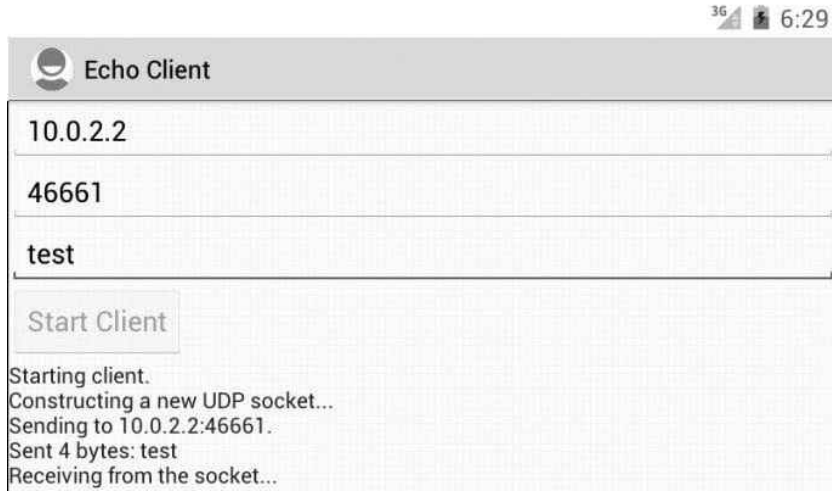 3G 6:29
Echo Client
10.0.2.2
46661
test
Start Client
Starting client.
Constructing a new UDP socket...
Sending to 10.0.2.2:46661.
Sent 4 bytes: test
Receiving from the socket...